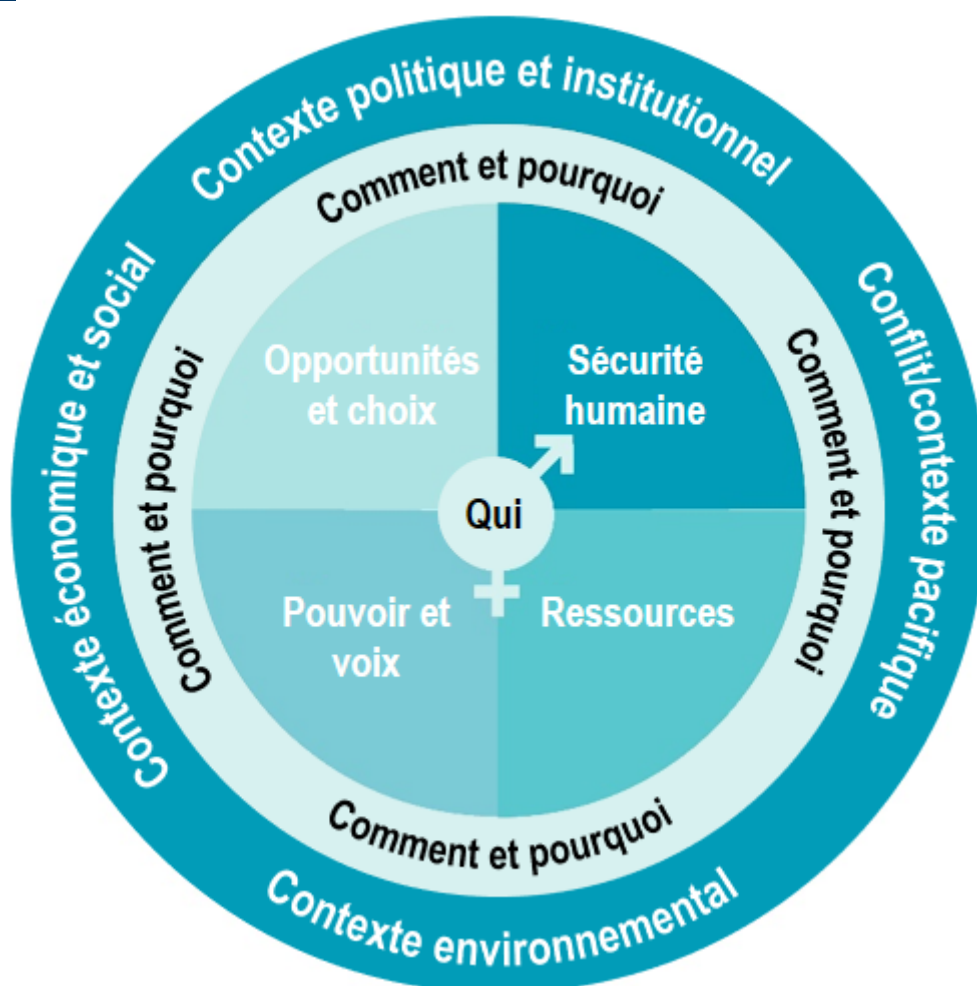 Contexte politique et institutionnel
Comment et pourquoi
Contexte économique et social
Comment et pourquoi
Opportunités
et choix
Sécurité
humaine
Comment et pourquoi
Conflit/contexte pacifique
Qui
Pouvoir et
voix
Ressources
Comment et pourquoi
Contexte environnemental